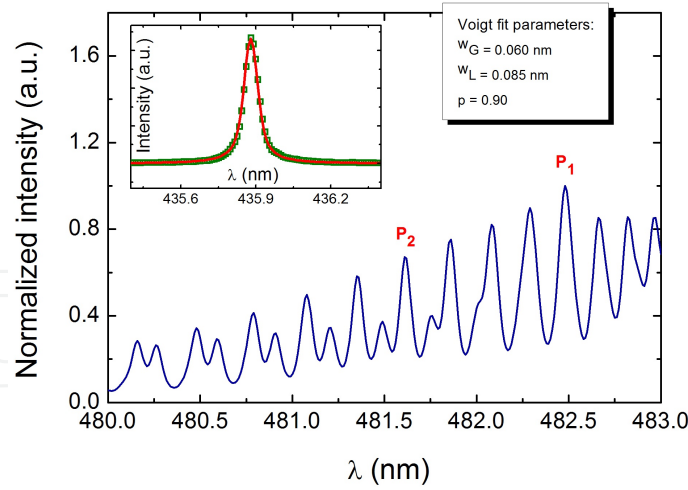 Voigt fit parameters:
wG = 0.060 nm
wL = 0.085 nm
p = 0.90
Intensity (a.u.)
435.6 435.9 436.2
λ (nm)
P1
P2
Normalized intensity (a.u.)
1.6
1.2
0.8
0.4
0.0
480.0 480.5 481.0 481.5 482.0 482.5 483.0
λ (nm)